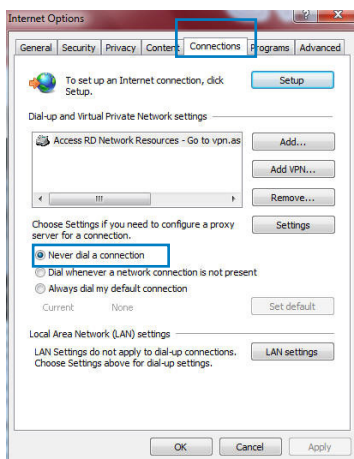 Internet Options
General Security Privacy Content Connections Programs Advanced
To set up an Internet connection, click
Setup.
Setup
Dial-up and Virtual Private Network settings
Access RD Network Resources - Go to vpn.as
Add...
Add VPN...
Remove...
Choose Settings if you need to configure a proxy
server for a connection.
Settings
Never dial a connection
Dial whenever a network connection is not present
Always dial my default connection
Current None
Set default
Local Area Network (LAN) settings
LAN Settings do not apply to dial-up connections.
Choose Settings above for dial-up settings.
LAN settings
OK Cancel Apply